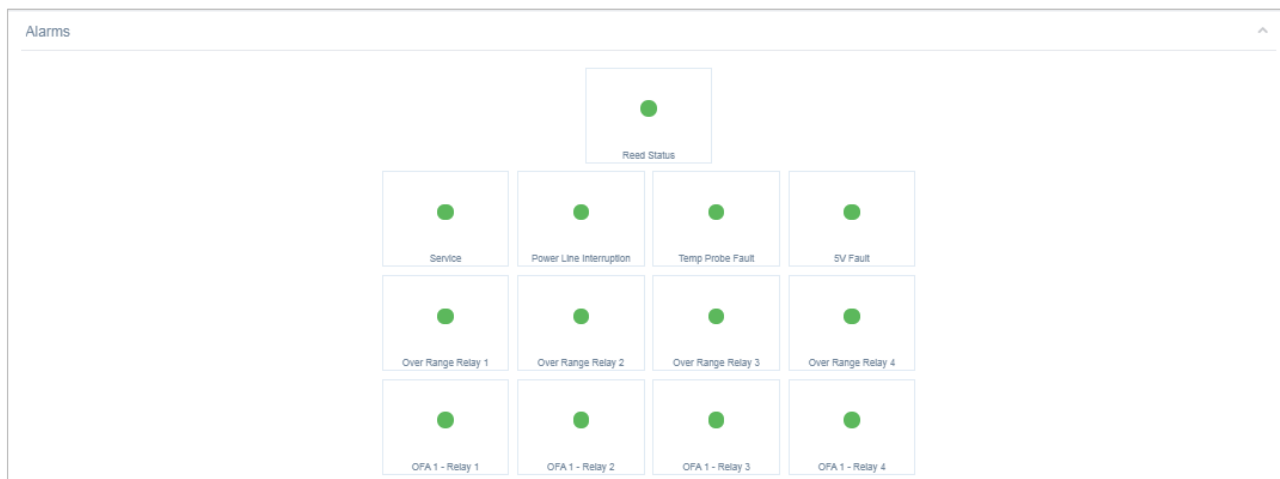 Alarms
Reed Status
Service
Power Line Interruption
Temp Probe Fault
5V Fault
Over Range Relay 1
Over Range Relay 2
Over Range Relay 3
Over Range Relay 4
OFA 1 - Relay 1
OFA 1 - Relay 2
OFA 1 - Relay 3
OFA 1 - Relay 4